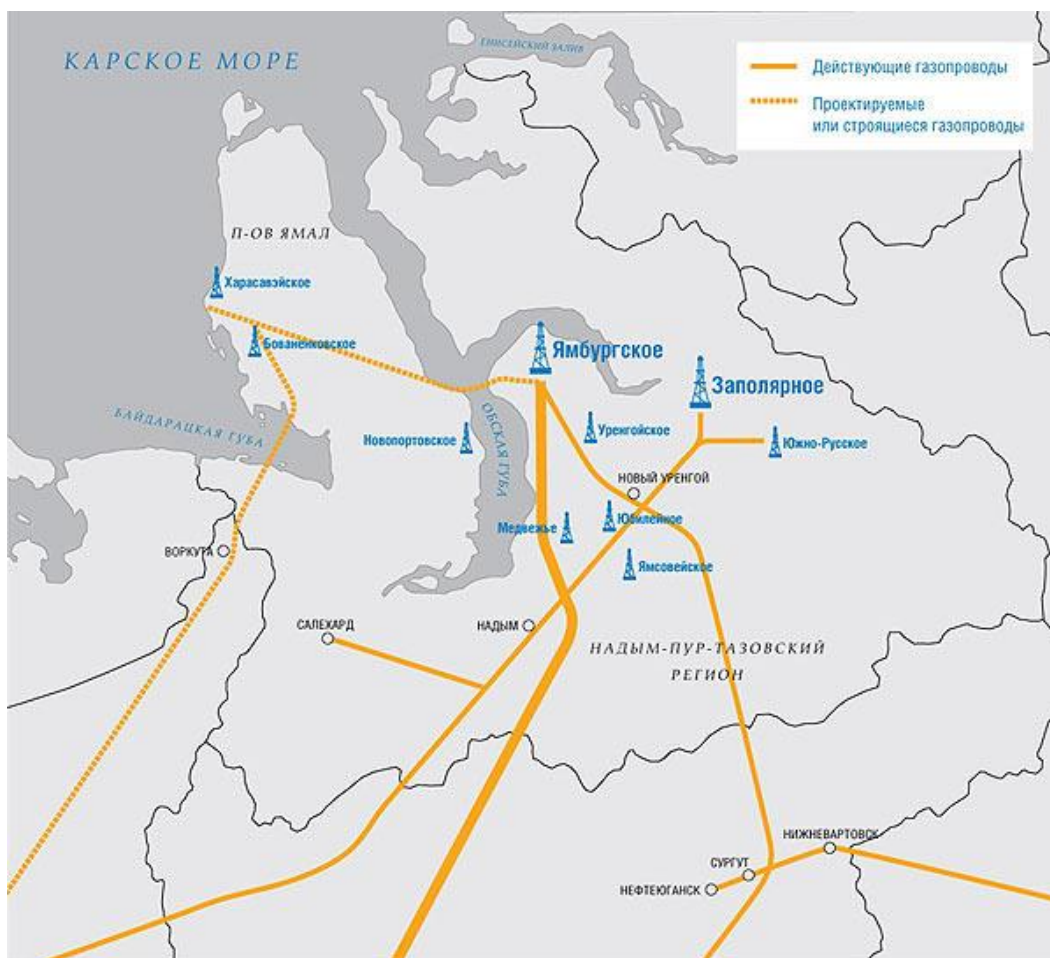 КАРСКОЕ МОРЕ
ЕНИСЕЙСКИЙ ЗАЛИВ
Действующие газопроводы
Проектируемые
или строящиеся газопроводы
П-ОВ ЯМАЛ
Харасавэйское
Бованенковское
Ямбургское
Заполярное
БАЙДАРАЦКАЯ ГУБА
ОБСКАЯ ГУБА
Новопортовское
Уренгойское
Южно-Русское
НОВЫЙ УРЕНГОЙ
Медвежье
Юбилейное
ВОРКУТА
Ямсовейское
САЛЕХАРД
НАДЫМ
НАДЫМ-ПУР-ТАЗОВСКИЙ
РЕГИОН
НИЖНЕВАРТОВСК
СУРГУТ
НЕФТЕЮГАНСК